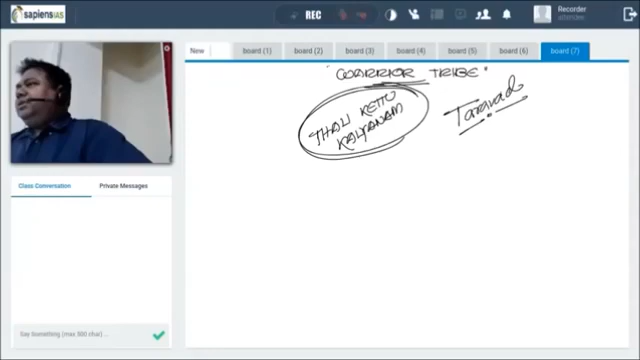 sapiensIAS
REC
Recorder
attendee
New
board (1)
board (2)
board (3)
board (4)
board (5)
board (6)
board (7)
"WARRIOR TRIBE"
THALI KETTU
KALYANAM
Taravad
Class Conversation
Private Messages
Say Something (max 500 char)...